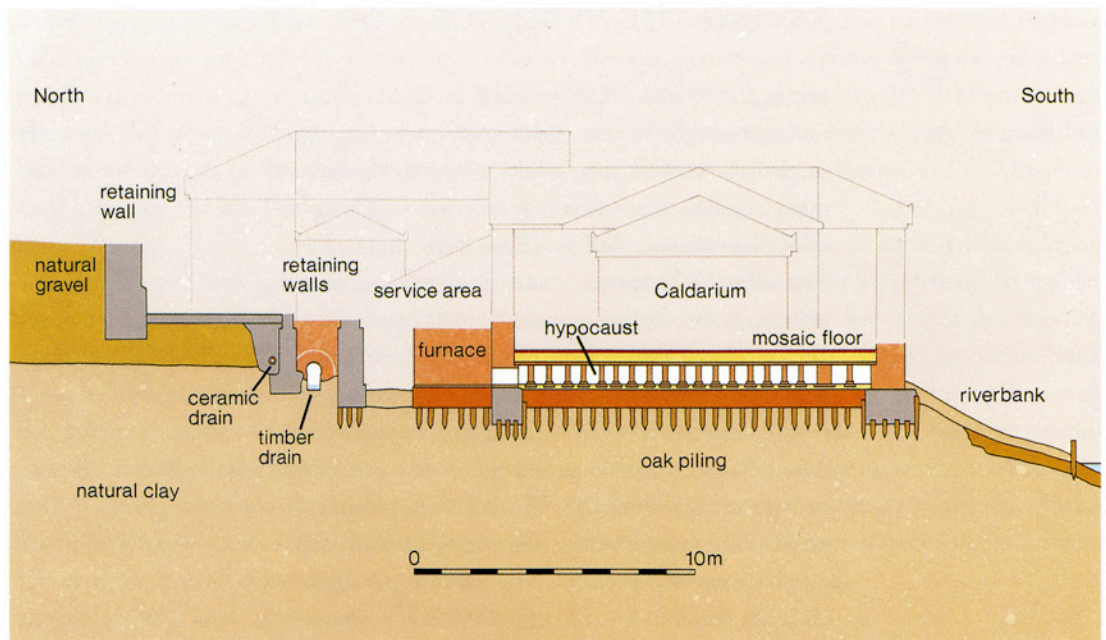 North
South
retaining
wall
natural
gravel
retaining
walls
service area
Caldarium
hypocaust
mosaic floor
furnace
ceramic
drain
timber
drain
riverbank
oak piling
natural clay
0
10m